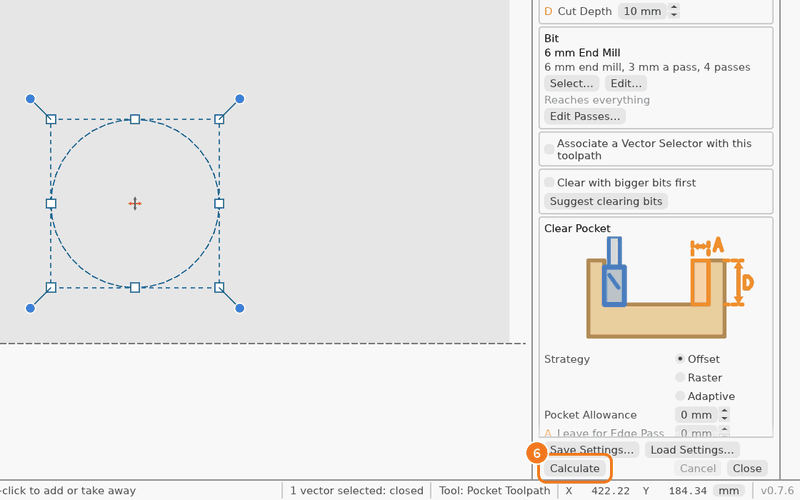 D Cut Depth 10 mm
Bit
6 mm End Mill
6 mm end mill, 3 mm a pass, 4 passes
Select... Edit...
Reaches everything
Edit Passes...
Associate a Vector Selector with this
toolpath
Clear with bigger bits first
Suggest clearing bits
Clear Pocket
A
D
Strategy Offset
Raster
Adaptive
Pocket Allowance 0 mm
A Leave for Edge Pass 0 mm
6 Save Settings... Load Settings...
Calculate Cancel Close
-click to add or take away 1 vector selected: closed Tool: Pocket Toolpath X 422.22 Y 184.34 mm v0.7.6